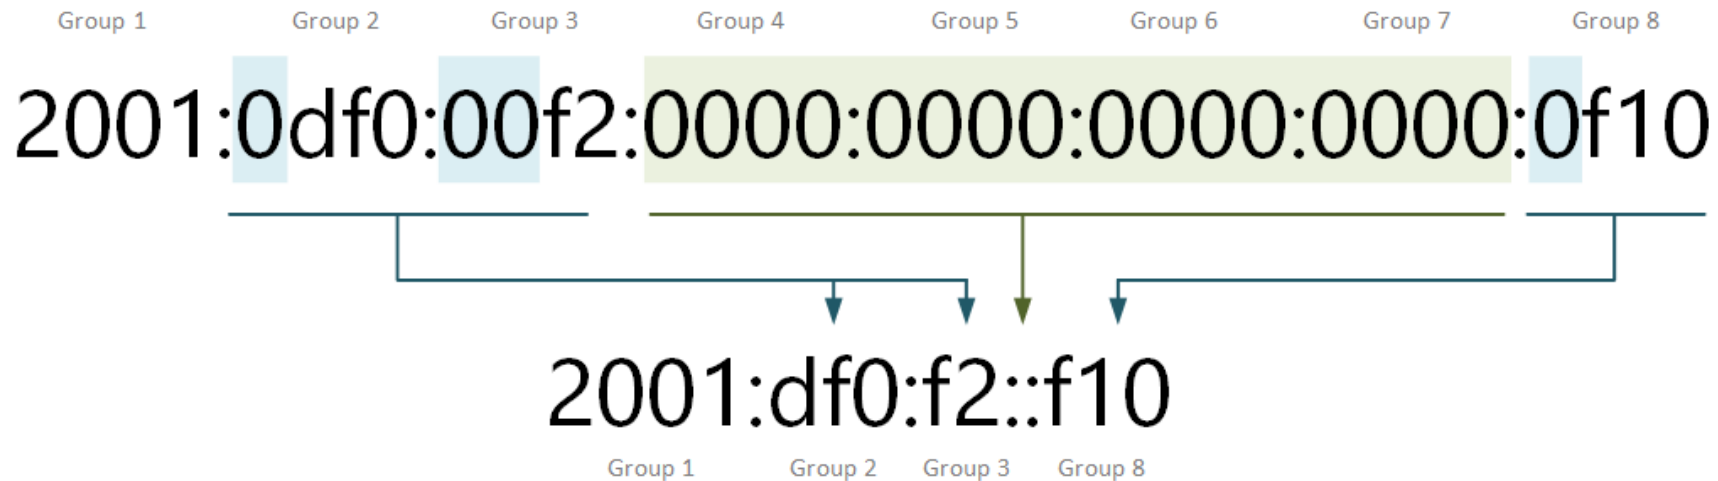 Group 1 Group 2 Group 3 Group 4 Group 5 Group 6 Group 7 Group 8
2001:0df0:00f2:0000:0000:0000:0000:0f10
2001:df0:f2::f10
Group 1 Group 2 Group 3 Group 8